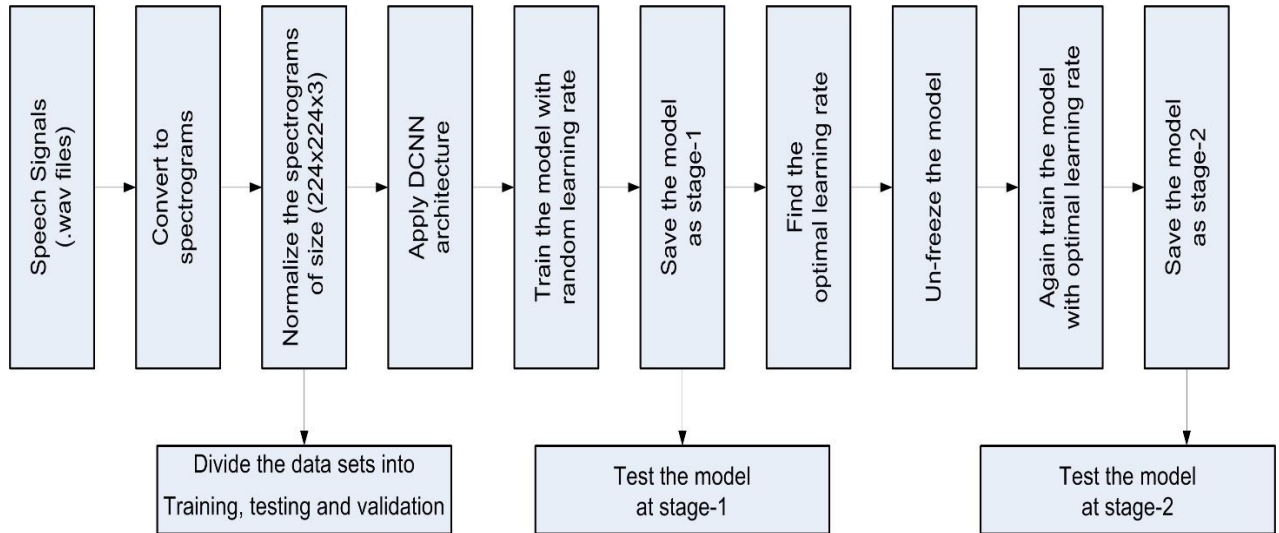 Speech Signals
(.wav files)
Convert to
spectrograms
Normalize the spectrograms
of size (224x224x3)
Apply DCNN
architecture
Train the model with
random learning rate
Save the model
as stage-1
Find the
optimal learning rate
Un-freeze the model
Again train the model
with optimal learning rate
Save the model
as stage-2
Divide the data sets into
Training, testing and validation
Test the model
at stage-1
Test the model
at stage-2